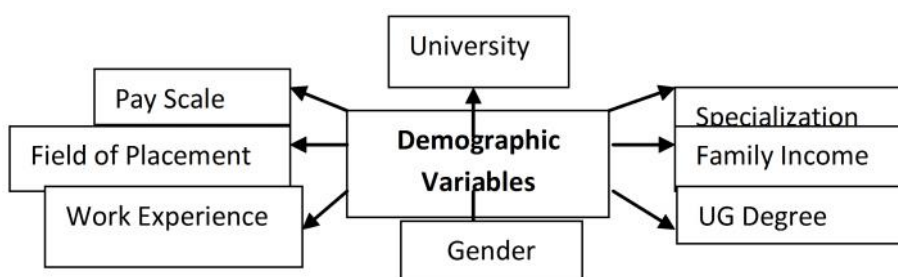 University
Pay Scale
Specialization
Demographic
Variables
Field of Placement
Family Income
Work Experience
UG Degree
Gender